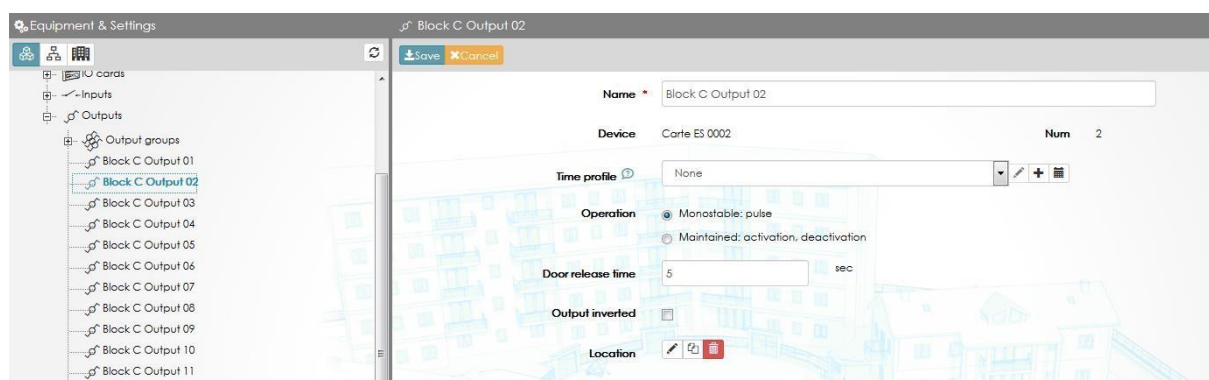 Equipment & Settings
Block C Output 02
Save Cancel
IO cards
Inputs
Outputs
Output groups
Block C Output 01
Block C Output 02
Block C Output 03
Block C Output 04
Block C Output 05
Block C Output 06
Block C Output 07
Block C Output 08
Block C Output 09
Block C Output 10
Block C Output 11
Name * Block C Output 02
Device Carte ES 0002 Num 2
Time profile ? None
Operation Monostable: pulse
Maintained: activation, deactivation
Door release time 5 sec
Output inverted
Location